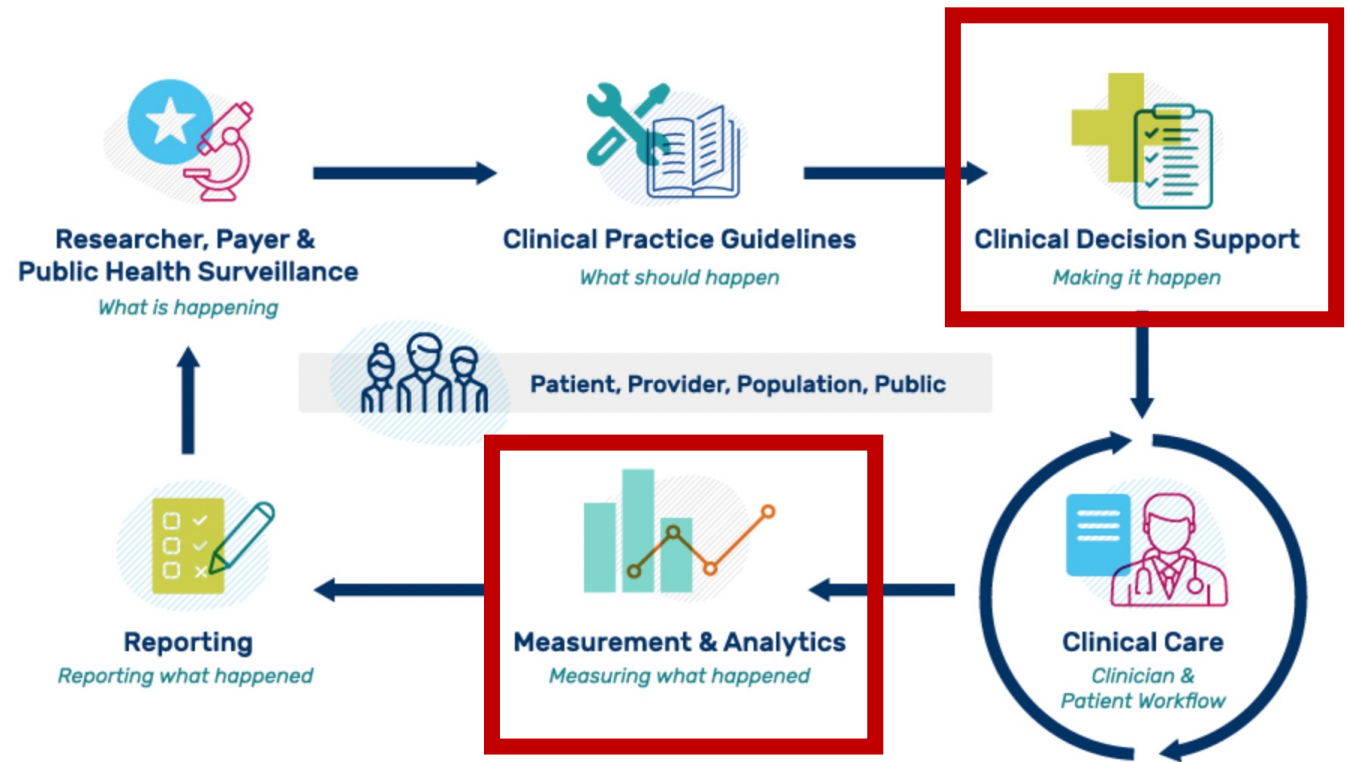 Researcher, Payer &
Public Health Surveillance
What is happening
Clinical Practice Guidelines
What should happen
Clinical Decision Support
Making it happen
Patient, Provider, Population, Public
Reporting
Reporting what happened
Measurement & Analytics
Measuring what happened
Clinical Care
Clinician &
Patient Workflow